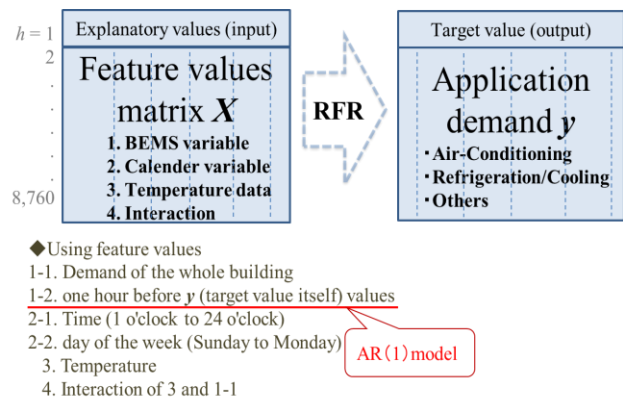 Explanatory values (input)
Target value (output)
h = 1
2
.
.
.
.
8,760
Feature values
matrix X
1. BEMS variable
2. Calender variable
3. Temperature data
4. Interaction
RFR
Application
demand y
・Air-Conditioning
・Refrigeration/Cooling
・Others
◆Using feature values
1-1. Demand of the whole building
1-2. one hour before y (target value itself) values
2-1. Time (1 o'clock to 24 o'clock)
2-2. day of the week (Sunday to Monday)
3. Temperature
4. Interaction of 3 and 1-1
AR(1)model